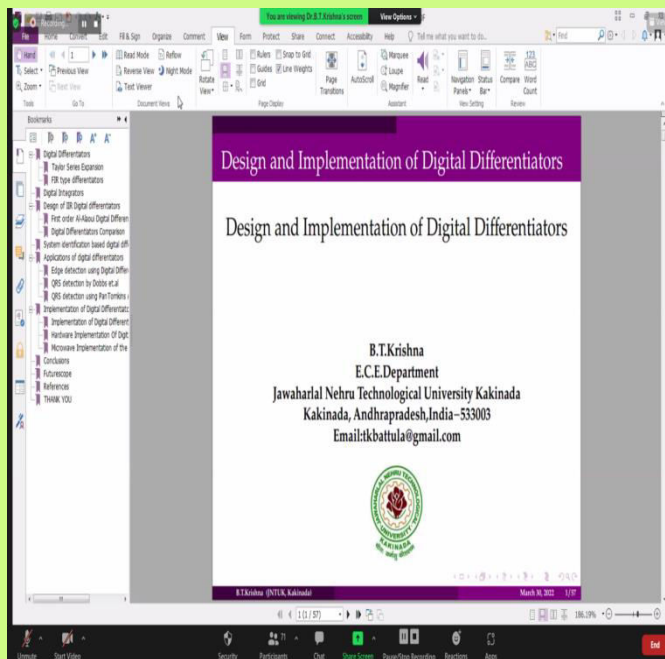 Recording...
You are viewing Dr.B.T.Krishna's screen
View Options
File
Home
Convert
Edit
Fill & Sign
Organize
Comment
View
Form
Protect
Share
Connect
Accessibility
Help
Tell me what you want to do..
Find
Hand
Select
Zoom
Tools
1
Previous View
Next View
Go To
Read Mode
Reflow
Reverse View
Night Mode
Text Viewer
Document Views
Rotate
View
Rulers
Snap to Grid
Guides
Line Weights
Grid
Page Display
Page
Transitions
AutoScroll
Marquee
Loupe
Magnifier
Assistant
Read
Navigation
Panels
Status
Bar
View Setting
Compare
Word
Count
Review
Bookmarks
Digital Differentiators
Taylor Series Expansion
FIR type differentiators
Digital Integrators
Design of IIR Digital differentiators
First order Al-Alaoui Digital Differen
Digital Differentiators Comparison
System identification based digital diff
Applications of digital differentiators
Edge detection using Digital Differ
QRS detection by Dobbs et.al
QRS detection using PanTomkins
Implementation of Digital Differentiato
Implementation of Digital Different
Hardware Implementation Of Digit
Microwave Implementation of the
Conclusions
Futurescope
References
THANK YOU
Design and Implementation of Digital Differentiators
Design and Implementation of Digital Differentiators
B.T.Krishna
E.C.E.Department
Jawaharlal Nehru Technological University Kakinada
Kakinada, Andhrapradesh,India−533003
Email:tkbattula@gmail.com
JAWAHARLAL NEHRU TECHNOLOGICAL UNIVERSITY
KAKINADA
B.T.Krishna (JNTUK, Kakinada)
March 30, 2022
1/37
1 (1 / 37)
186.19%
Unmute
Start Video
Security
Participants
71
Chat
Share Screen
Pause/Stop Recording
Reactions
Apps
End